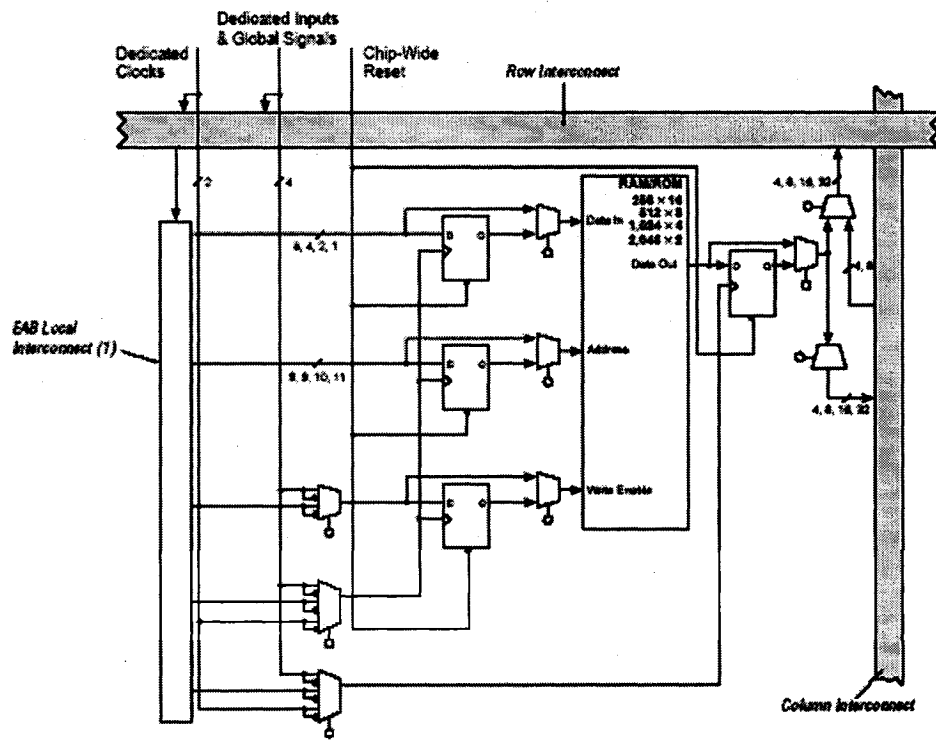 Dedicated Inputs
& Global Signals
Dedicated
Clocks
Chip-Wide
Reset
Row Interconnect
2
4
4, 8, 16, 32
RAM/ROM
256 × 16
512 × 8
1,024 × 4
2,048 × 2
Data In
D
Q
8, 4, 2, 1
Data Out
D
Q
4, 8
EAB Local
Interconnect (1)
D
Q
Address
8, 9, 10, 11
4, 8, 16, 32
D
Q
Write Enable
Column Interconnect